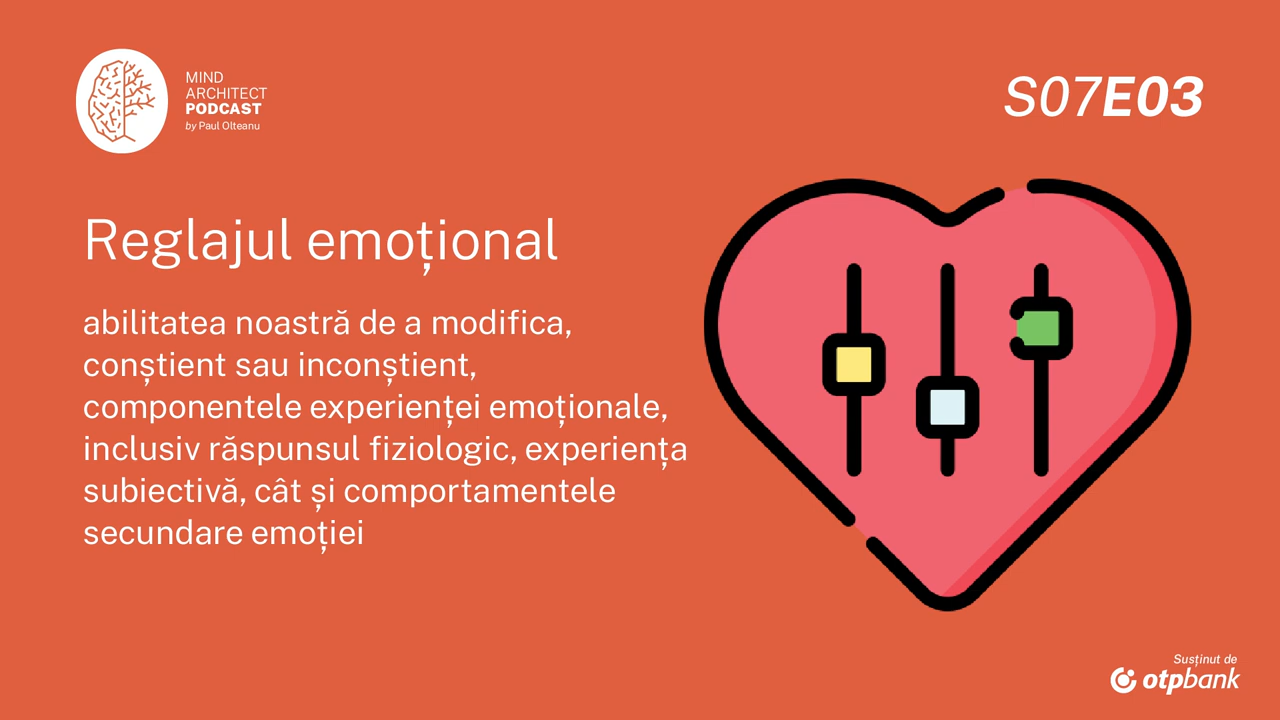 MIND
ARCHITECT
PODCAST
by Paul Olteanu
S07E03
Reglajul emoțional
abilitatea noastră de a modifica,
conștient sau inconștient,
componentele experienței emoționale,
inclusiv răspunsul fiziologic, experiența
subiectivă, cât și comportamentele
secundare emoției
Susținut de
otpbank